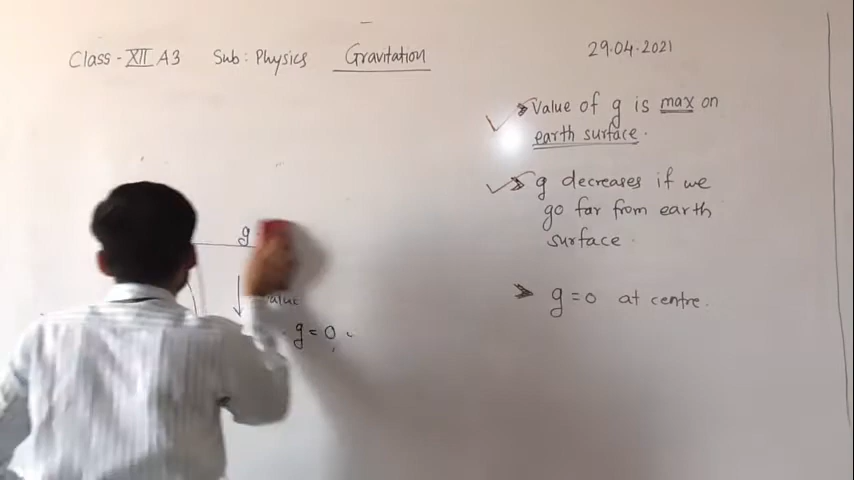 Class - XII A3 Sub: Physics Gravitation 29.04.2021
Value of g is max on
earth surface.
g decreases if we
go far from earth
surface.
g = 0 at centre.
g
g = 0